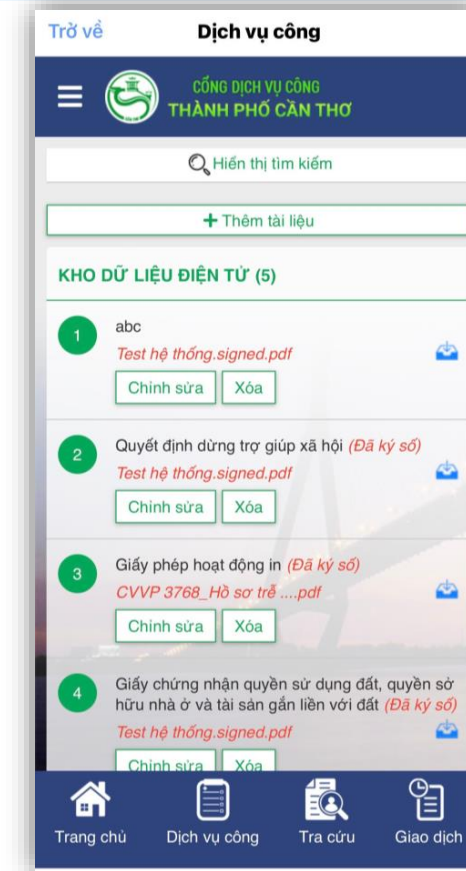 Trở về
Dịch vụ công
CỔNG DỊCH VỤ CÔNG
THÀNH PHỐ CẦN THƠ
Hiển thị tìm kiếm
+ Thêm tài liệu
KHO DỮ LIỆU ĐIỆN TỬ (5)
1
abc
Test hệ thống.signed.pdf
Chỉnh sửa Xóa
2
Quyết định dừng trợ giúp xã hội (Đã ký số)
Test hệ thống.signed.pdf
Chỉnh sửa Xóa
3
Giấy phép hoạt động in (Đã ký số)
CVVP 3768_Hồ sơ trễ ....pdf
Chỉnh sửa Xóa
4
Giấy chứng nhận quyền sử dụng đất, quyền sở
hữu nhà ở và tài sản gắn liền với đất (Đã ký số)
Test hệ thống.signed.pdf
Chỉnh sửa Xóa
Trang chủ Dịch vụ công Tra cứu Giao dịch